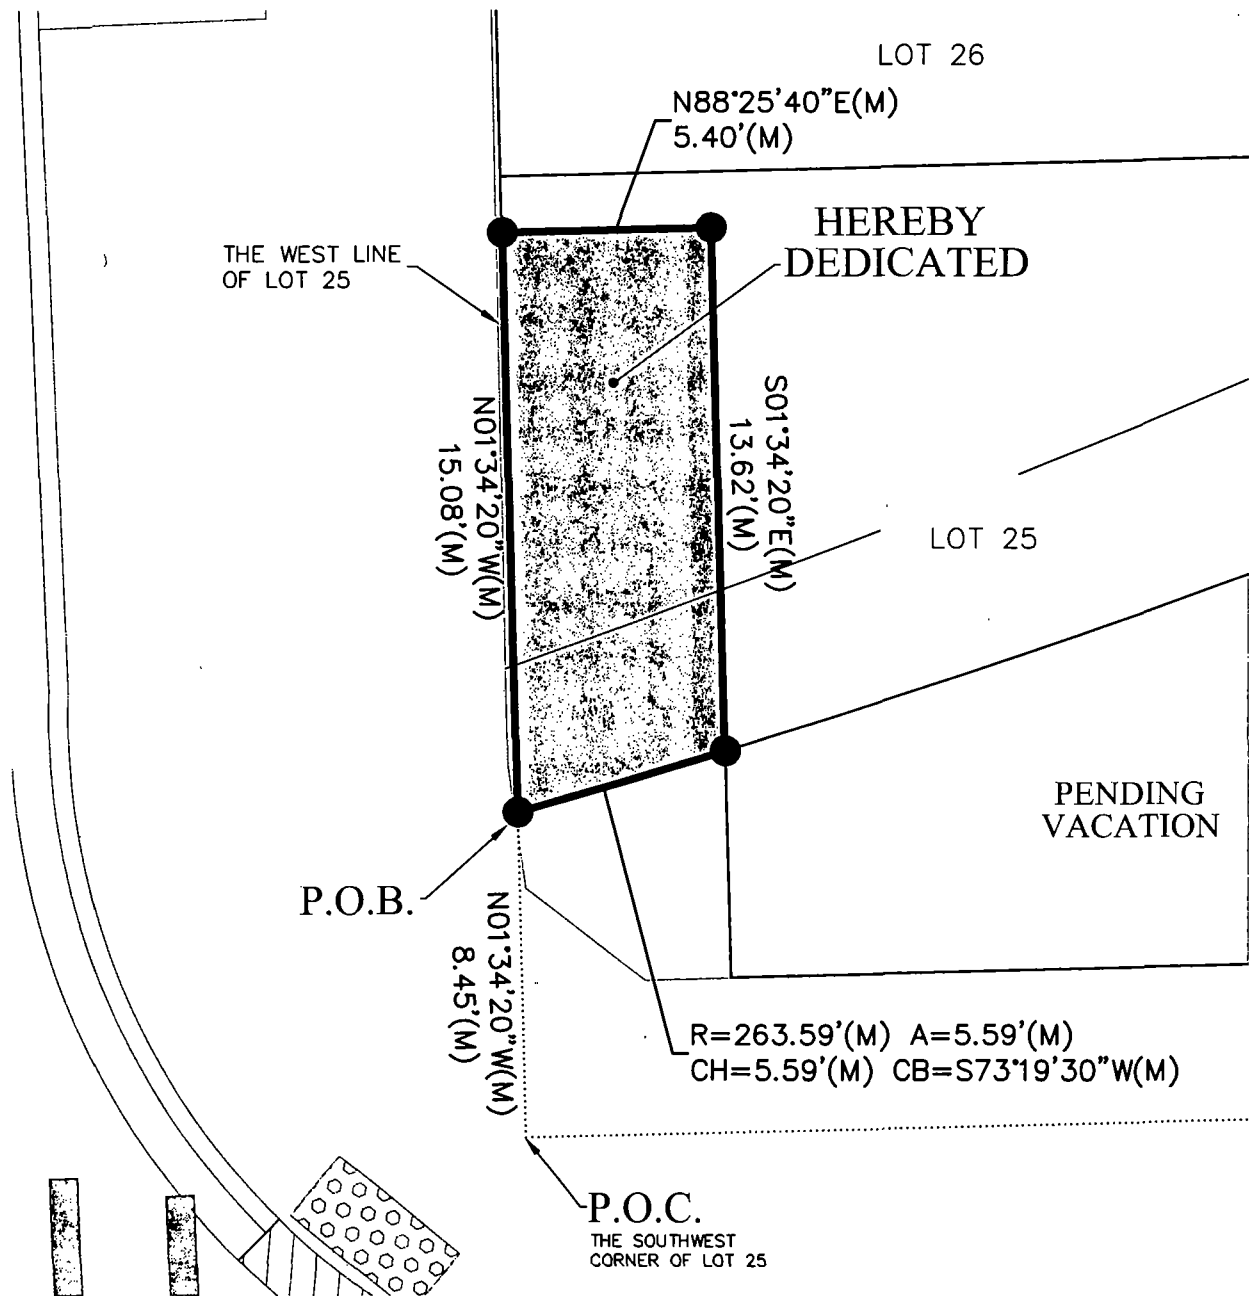 LOT 26
N88°25'40"E(M)
5.40'(M)
HEREBY
DEDICATED
THE WEST LINE
OF LOT 25
N01°34'20"W(M)
15.08'(M)
S01°34'20"E(M)
13.62'(M)
LOT 25
PENDING
VACATION
P.O.B.
N01°34'20"W(M)
8.45'(M)
R=263.59'(M) A=5.59'(M)
CH=5.59'(M) CB=S73°19'30"W(M)
P.O.C.
THE SOUTHWEST
CORNER OF LOT 25